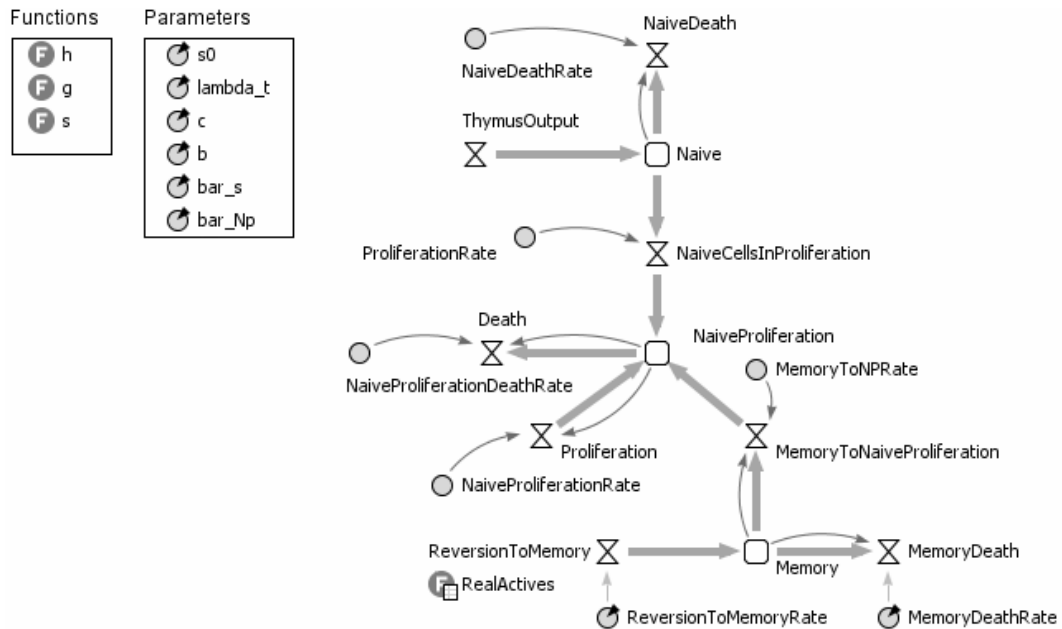 Functions
Parameters
h
g
s
s0
lambda_t
c
b
bar_s
bar_Np
NaiveDeath
NaiveDeathRate
ThymusOutput
Naive
ProliferationRate
NaiveCellsInProliferation
Death
NaiveProliferation
MemoryToNPRate
NaiveProliferationDeathRate
Proliferation
MemoryToNaiveProliferation
NaiveProliferationRate
ReversionToMemory
Memory
MemoryDeath
RealActives
ReversionToMemoryRate
MemoryDeathRate
F
F
F
F